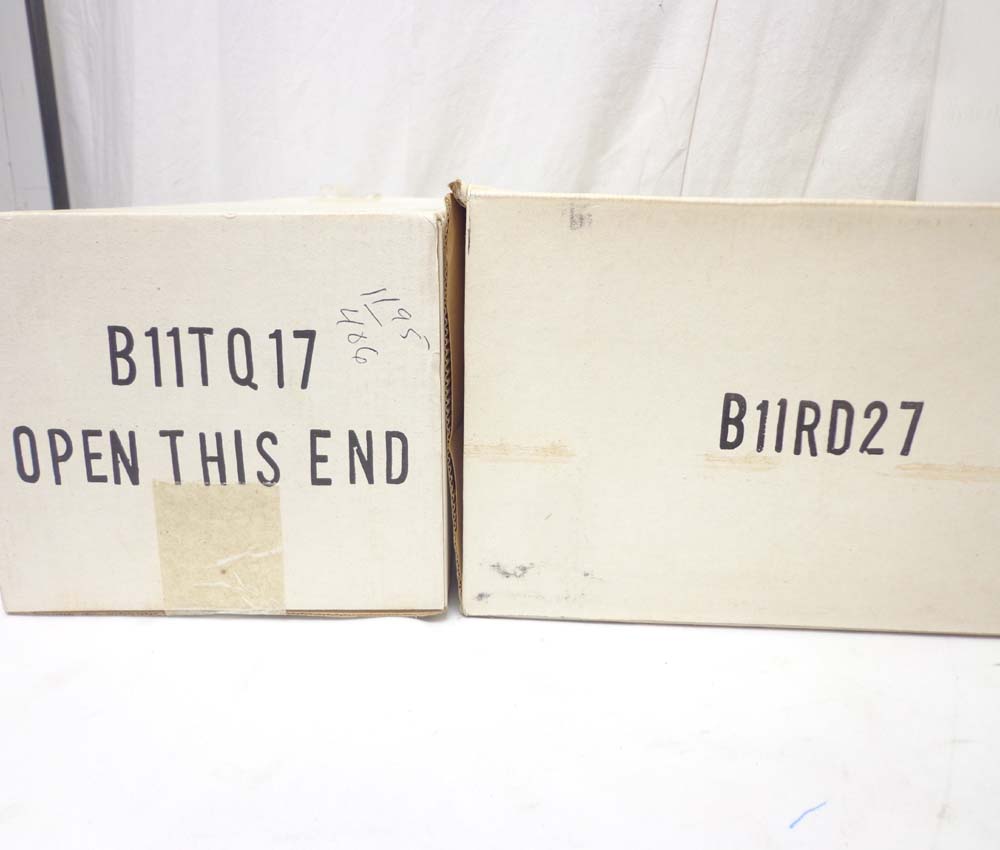 B11TQ17
OPEN THIS END
B11RD27